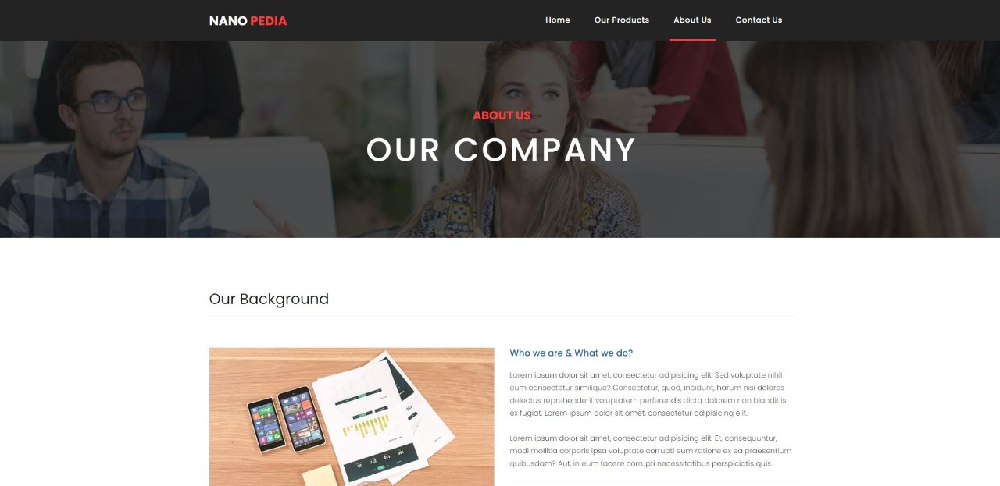 NANO PEDIA
Home
Our Products
About Us
Contact Us
ABOUT US
OUR COMPANY
Our Background
Who we are & What we do?
Lorem ipsum dolor sit amet, consectetur adipisicing elit. Sed voluptate nihil
eum consectetur similique? Consectetur, quod, incidunt, harum nisi dolores
delectus reprehenderit voluptatem perferendis dicta dolorem non blanditiis
ex fugiat. Lorem ipsum dolor sit amet, consectetur adipisicing elit.
Lorem ipsum dolor sit amet, consectetur adipisicing elit. Et, consequuntur,
modi mollitia corporis ipsa voluptate corrupti eum ratione ex ea praesentium
quibusdam? Aut, in eum facere corrupti necessitatibus perspiciatis quis.